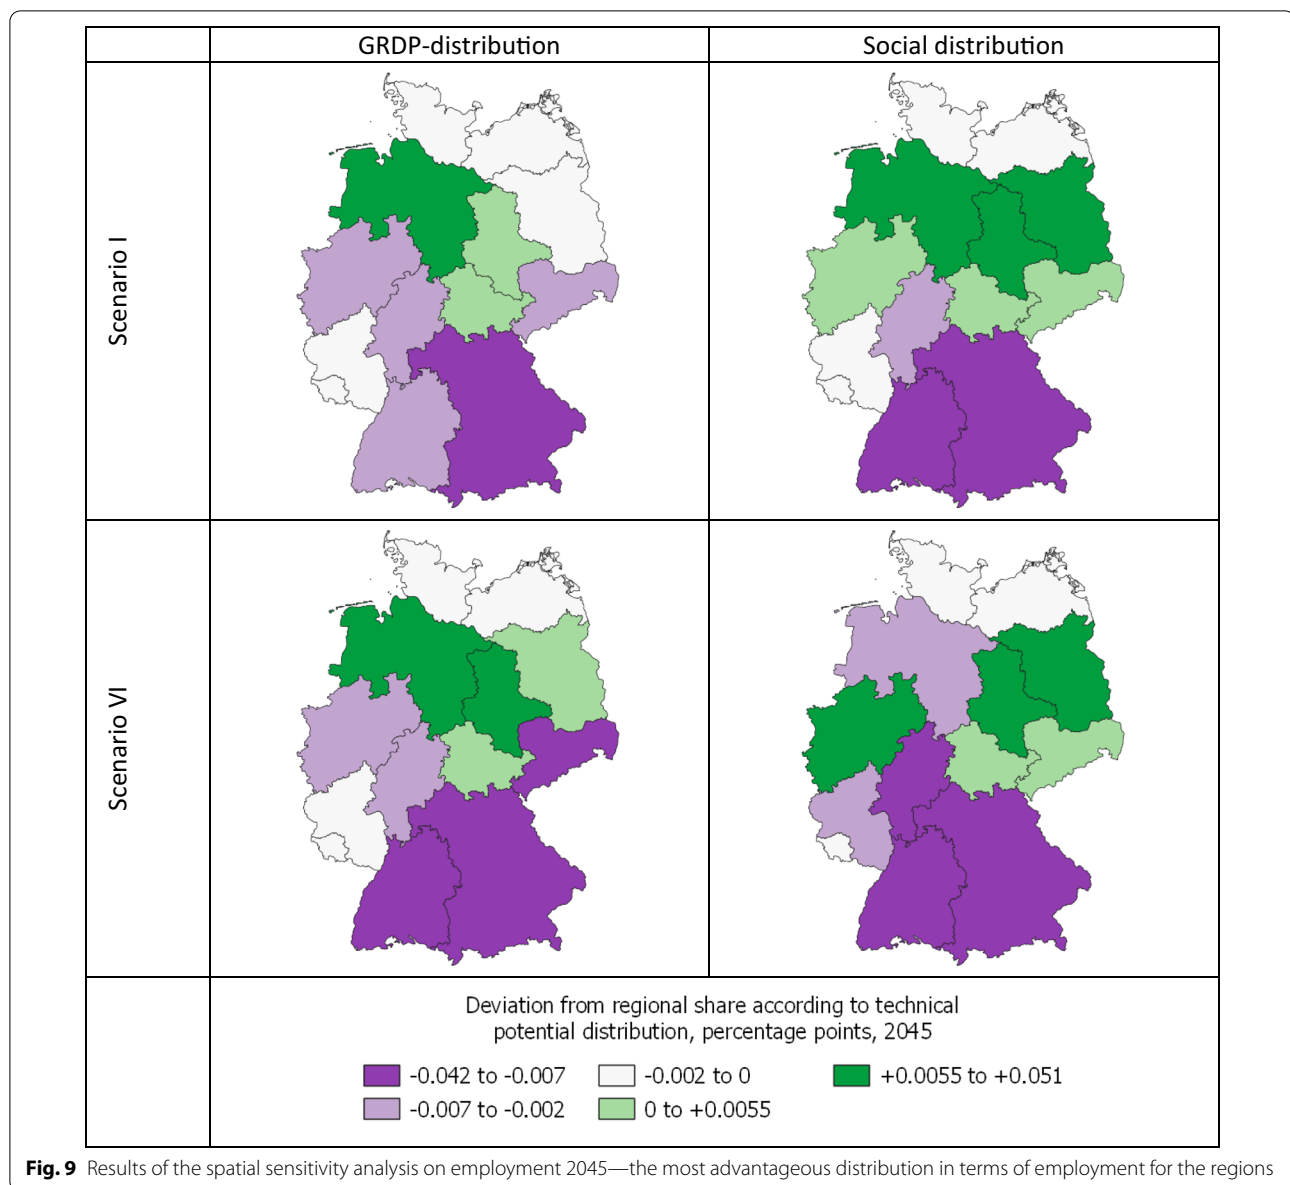 GRDP-distribution
Social distribution
Scenario I
Scenario VI
Deviation from regional share according to technical
potential distribution, percentage points, 2045
-0.042 to -0.007
-0.002 to 0
+0.0055 to +0.051
-0.007 to -0.002
0 to +0.0055
Fig. 9 Results of the spatial sensitivity analysis on employment 2045—the most advantageous distribution in terms of employment for the regions